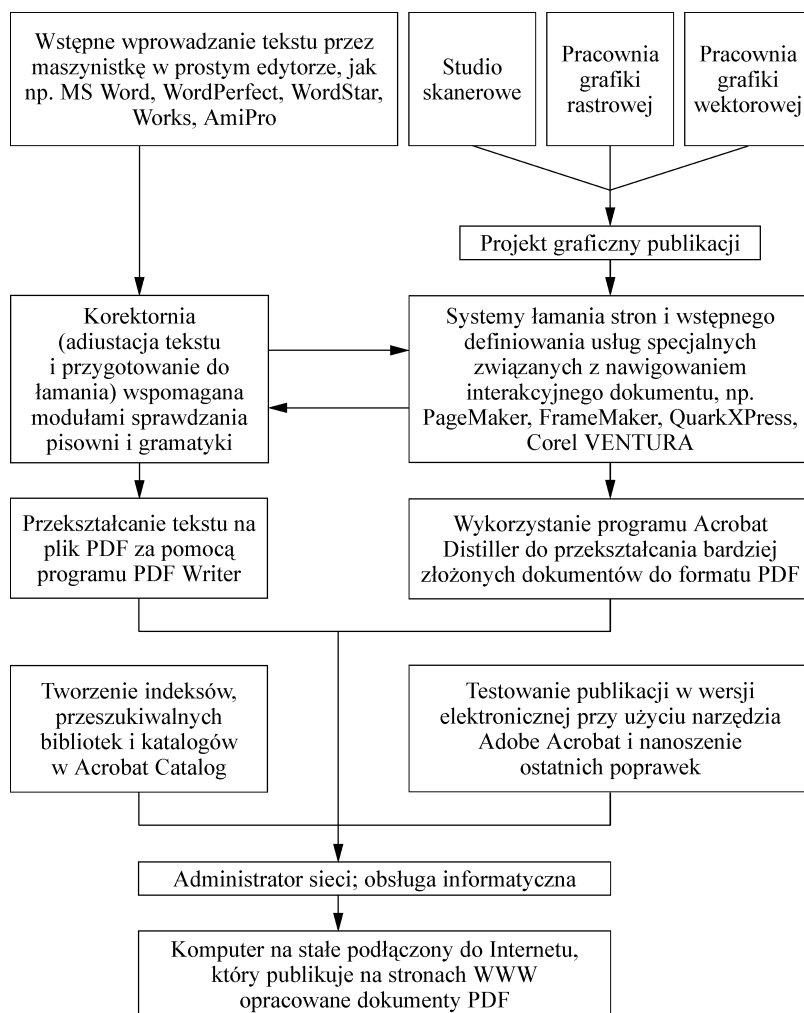 Wstępne wprowadzanie tekstu przez
maszynistkę w prostym edytorze, jak
np. MS Word, WordPerfect, WordStar,
Works, AmiPro
Studio
skanerowe
Pracownia
grafiki
rastrowej
Pracownia
grafiki
wektorowej
Projekt graficzny publikacji
Korektornia
(adiustacja tekstu
i przygotowanie do
łamania) wspomagana
modułami sprawdzania
pisowni i gramatyki
Systemy łamania stron i wstępnego
definiowania usług specjalnych
związanych z nawigowaniem
interakcyjnego dokumentu, np.
PageMaker, FrameMaker, QuarkXPress,
Corel VENTURA
Przekształcanie tekstu na
plik PDF za pomocą
programu PDF Writer
Wykorzystanie programu Acrobat
Distiller do przekształcania bardziej
złożonych dokumentów do formatu PDF
Tworzenie indeksów,
przeszukiwalnych
bibliotek i katalogów
w Acrobat Catalog
Testowanie publikacji w wersji
elektronicznej przy użyciu narzędzia
Adobe Acrobat i nanoszenie
ostatnich poprawek
Administrator sieci; obsługa informatyczna
Komputer na stałe podłączony do Internetu,
który publikuje na stronach WWW
opracowane dokumenty PDF